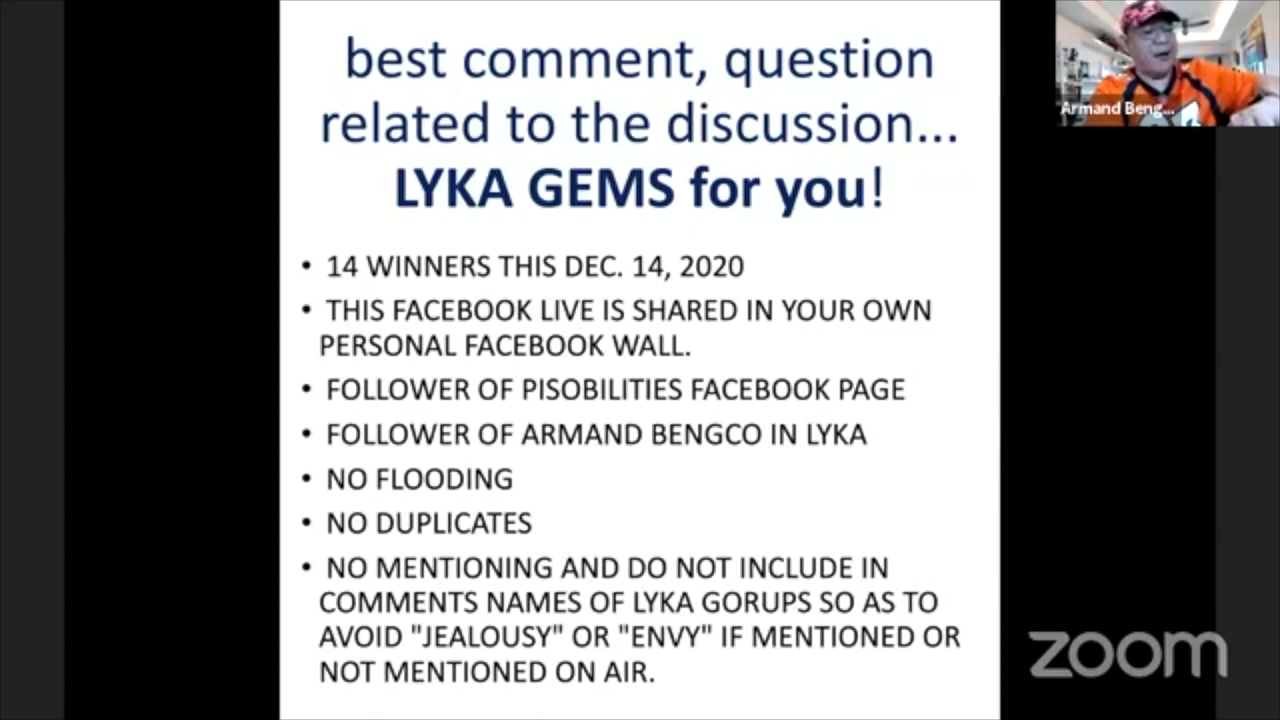 best comment, question
related to the discussion...
LYKA GEMS for you!
• 14 WINNERS THIS DEC. 14, 2020
• THIS FACEBOOK LIVE IS SHARED IN YOUR OWN
PERSONAL FACEBOOK WALL.
• FOLLOWER OF PISOBILITIES FACEBOOK PAGE
• FOLLOWER OF ARMAND BENGCO IN LYKA
• NO FLOODING
• NO DUPLICATES
• NO MENTIONING AND DO NOT INCLUDE IN
COMMENTS NAMES OF LYKA GORUPS SO AS TO
AVOID "JEALOUSY" OR "ENVY" IF MENTIONED OR
NOT MENTIONED ON AIR.
Armand Beng...
zoom